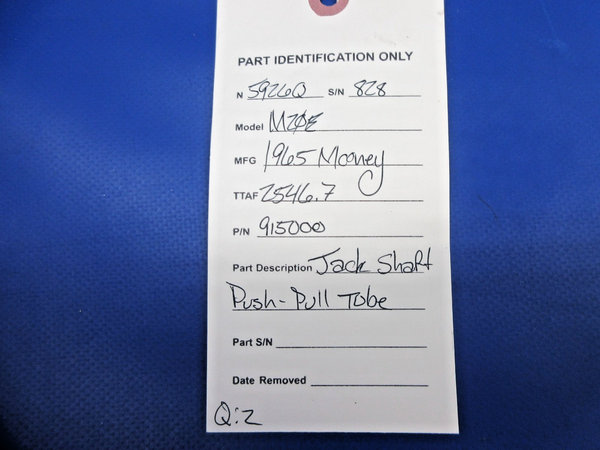 PART IDENTIFICATION ONLY
N 5926Q S/N 828
Model M20E
MFG 1965 Mooney
TTAF 2546.7
P/N 915000
Part Description Jack Shaft
Push-Pull Tobe
Part S/N
Date Removed
Q:2